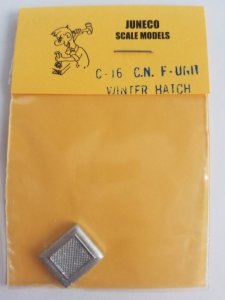 JUNECO
SCALE MODELS
C-16 C.N. F-UNIT
WINTER HATCH